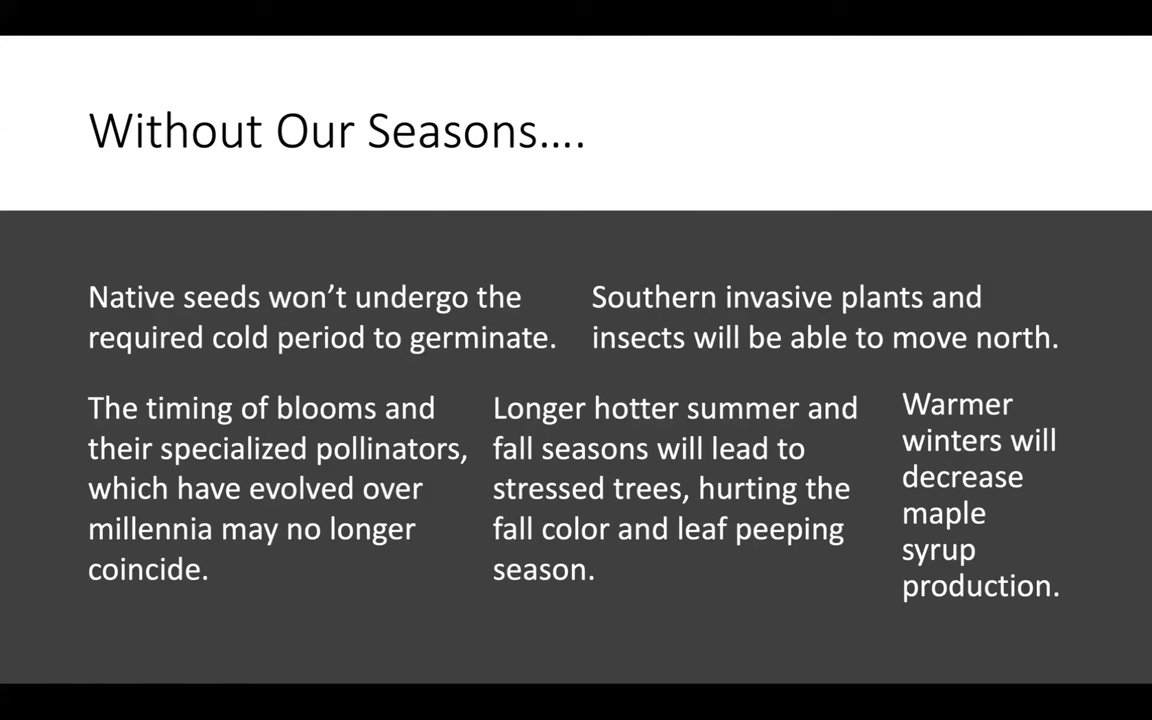 Without Our Seasons....
Native seeds won’t undergo the
required cold period to germinate.
Southern invasive plants and
insects will be able to move north.
The timing of blooms and
their specialized pollinators,
which have evolved over
millennia may no longer
coincide.
Longer hotter summer and
fall seasons will lead to
stressed trees, hurting the
fall color and leaf peeping
season.
Warmer
winters will
decrease
maple
syrup
production.